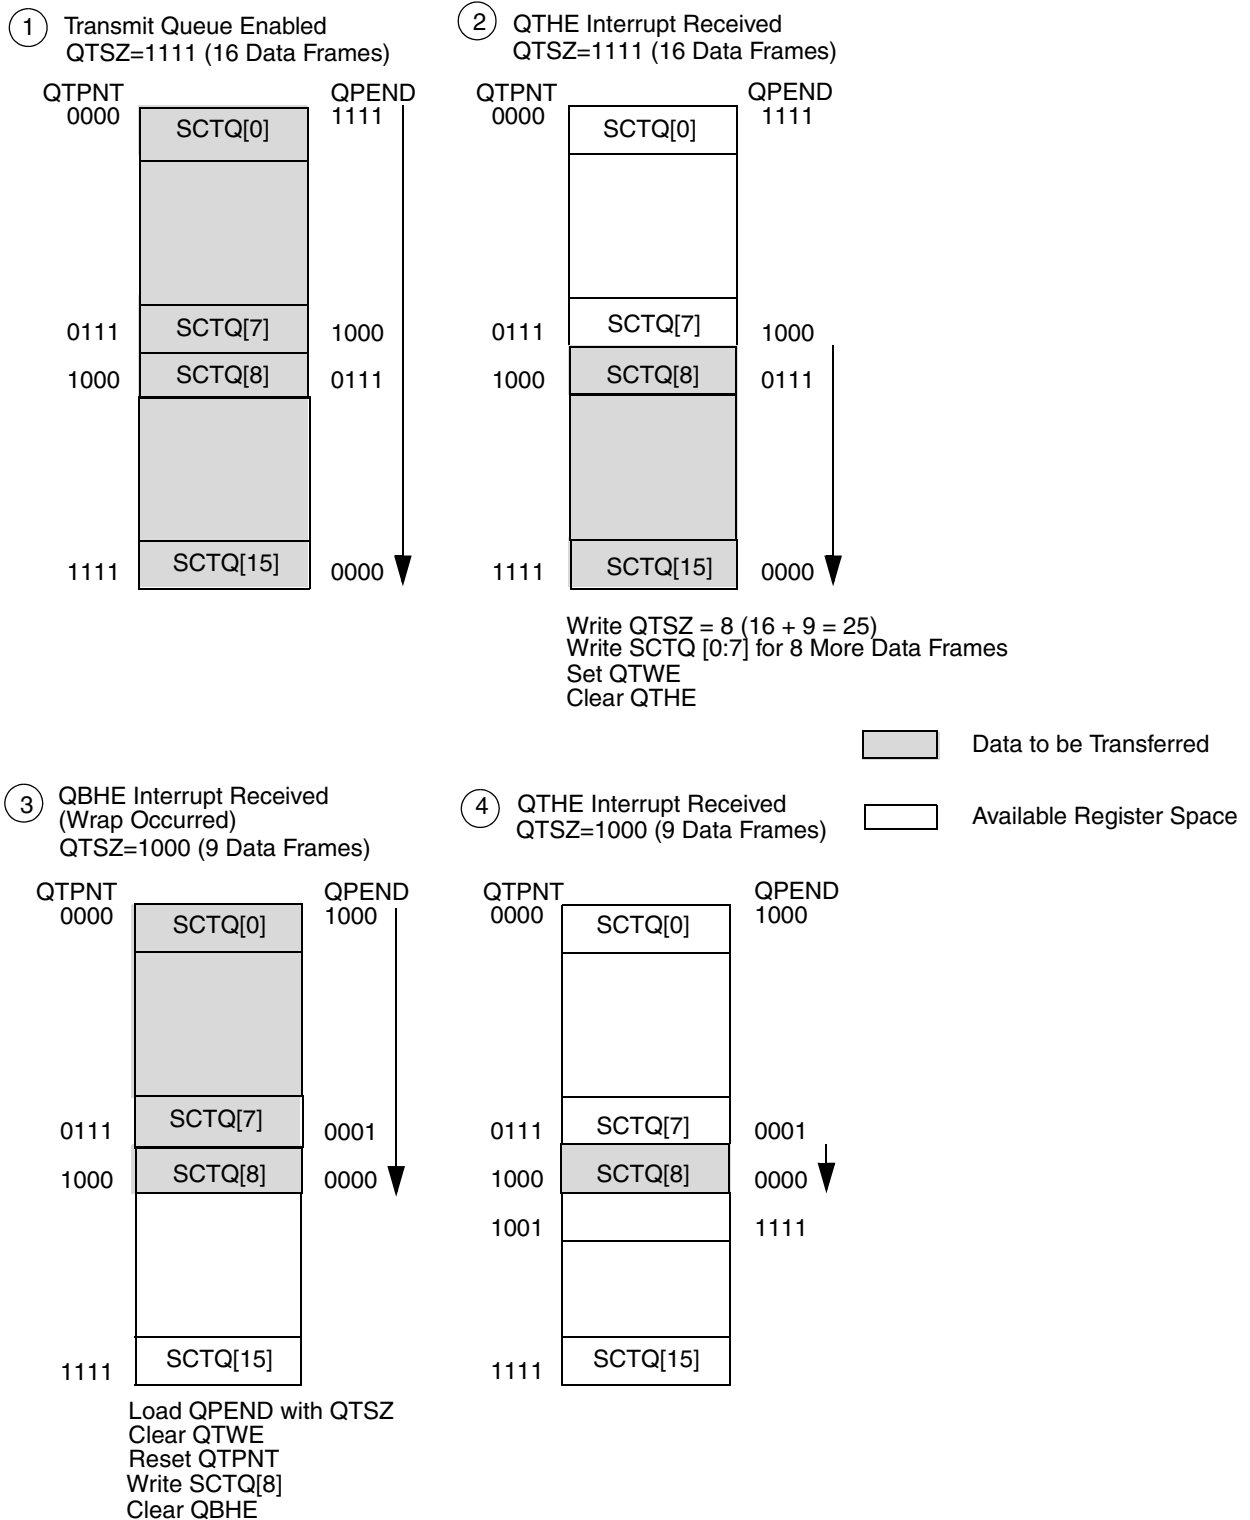 1 Transmit Queue Enabled
QTSZ=1111 (16 Data Frames)
QTPNT QPEND
0000 SCTQ[0] 1111
0111 SCTQ[7] 1000
1000 SCTQ[8] 0111
1111 SCTQ[15] 0000
2 QTHE Interrupt Received
QTSZ=1111 (16 Data Frames)
QTPNT QPEND
0000 SCTQ[0] 1111
0111 SCTQ[7] 1000
1000 SCTQ[8] 0111
1111 SCTQ[15] 0000
Write QTSZ = 8 (16 + 9 = 25)
Write SCTQ [0:7] for 8 More Data Frames
Set QTWE
Clear QTHE
Data to be Transferred
Available Register Space
3 QBHE Interrupt Received
(Wrap Occurred)
QTSZ=1000 (9 Data Frames)
QTPNT QPEND
0000 SCTQ[0] 1000
0111 SCTQ[7] 0001
1000 SCTQ[8] 0000
1111 SCTQ[15]
Load QPEND with QTSZ
Clear QTWE
Reset QTPNT
Write SCTQ[8]
Clear QBHE
4 QTHE Interrupt Received
QTSZ=1000 (9 Data Frames)
QTPNT QPEND
0000 SCTQ[0] 1000
0111 SCTQ[7] 0001
1000 SCTQ[8] 0000
1001 1111
1111 SCTQ[15]